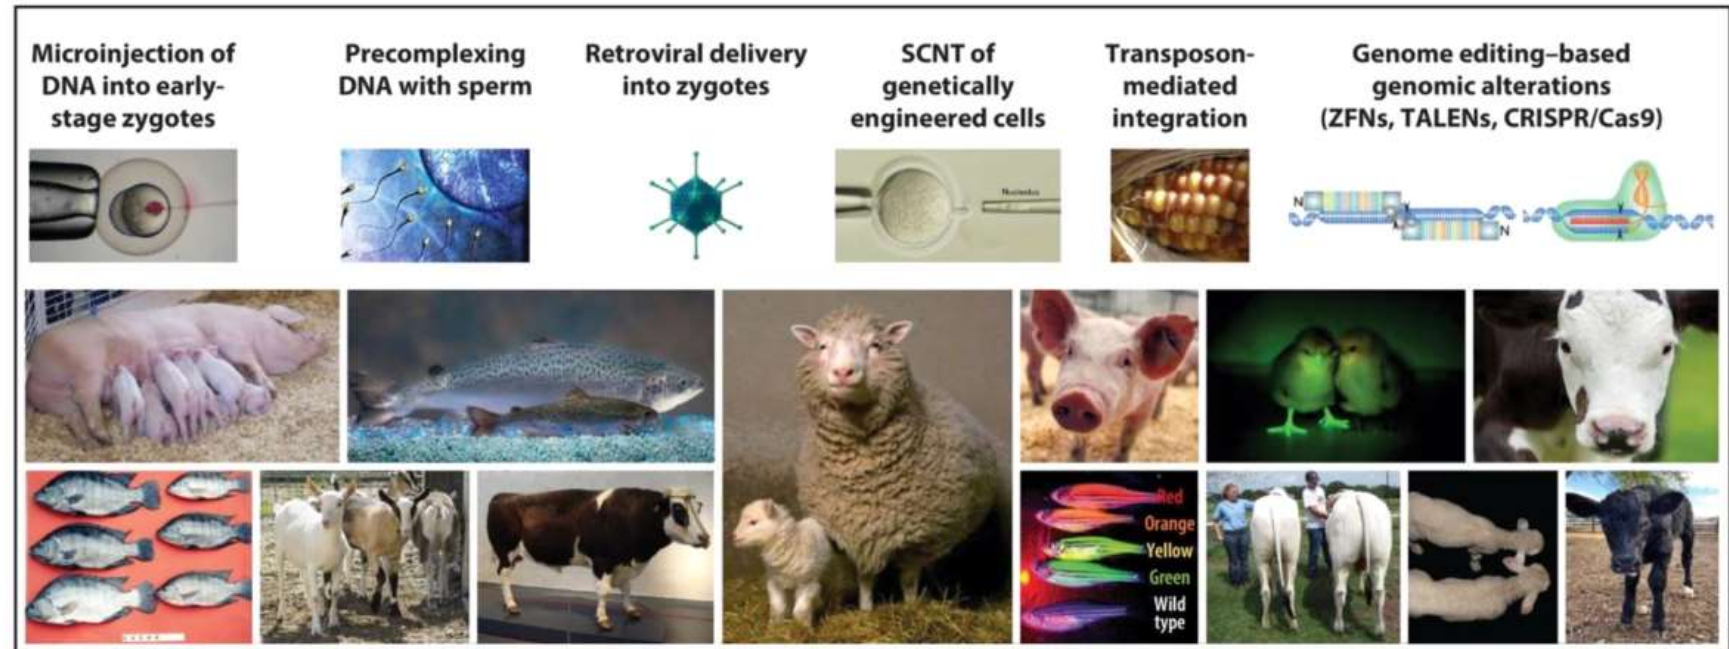 Microinjection of
DNA into early-
stage zygotes
Precomplexing
DNA with sperm
Retroviral delivery
into zygotes
SCNT of
genetically
engineered cells
Transposon-
mediated
integration
Genome editing–based
genomic alterations
(ZFNs, TALENs, CRISPR/Cas9)
Nucleolus
N
N
Red
Orange
Yellow
Green
Wild
type